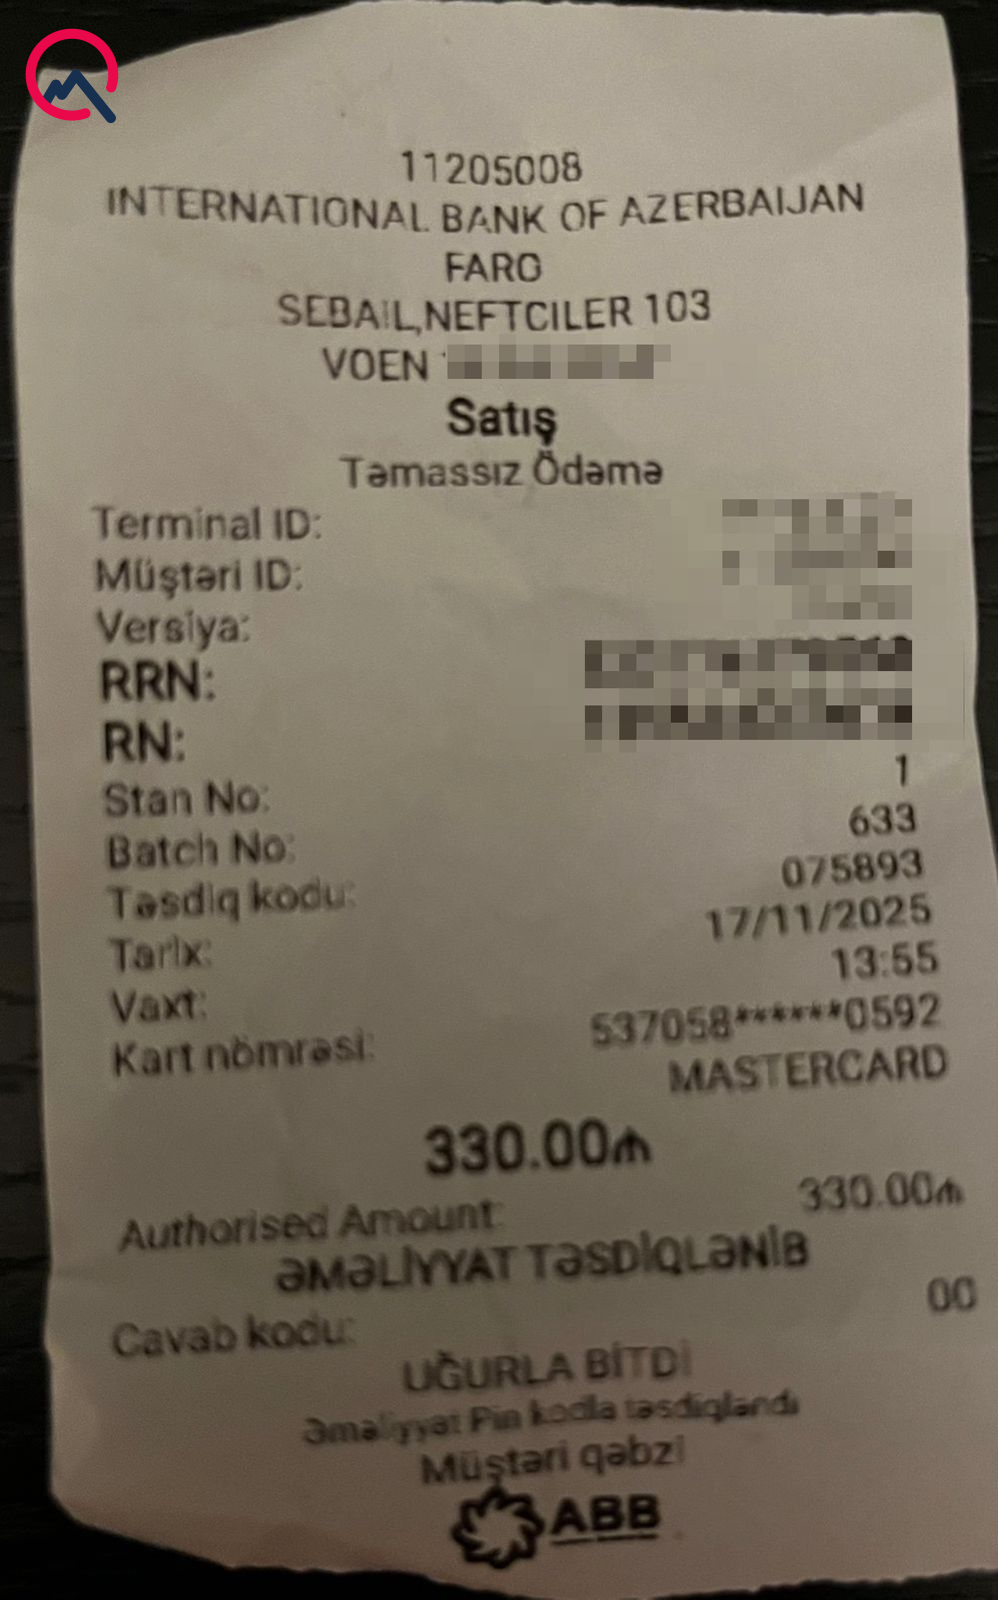 11205008
INTERNATIONAL BANK OF AZERBAIJAN
FARO
SEBAIL,NEFTCILER 103
VOEN
Satış
Təmassız Ödəmə
Terminal ID:
Müştəri ID:
Versiya:
RRN:
RN:
Stan No: 1
Batch No: 633
Təsdiq kodu: 075893
Tarix: 17/11/2025
Vaxt: 13:55
Kart nömrəsi: 537058******0592
MASTERCARD
330.00₼
Authorised Amount: 330.00₼
ƏMƏLİYYAT TƏSDİQLƏNİB
Cavab kodu: 00
UĞURLA BİTDİ
Əməliyyat Pin kodla təsdiqləndi
Müştəri qəbzi
ABB